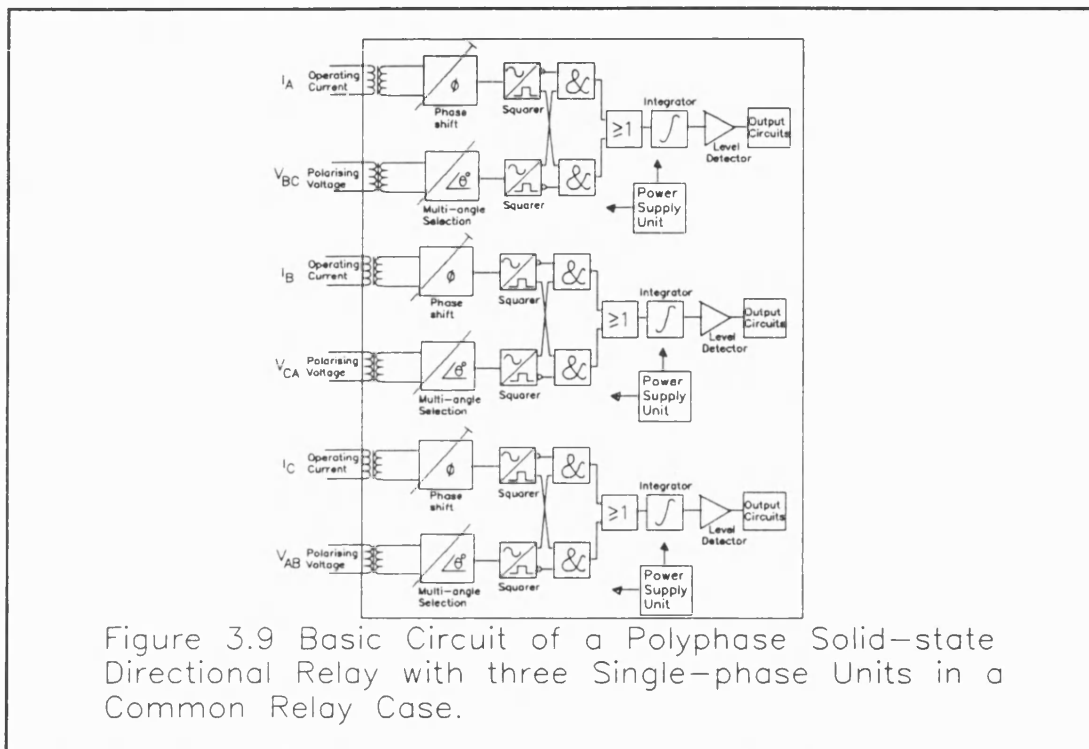 I_A Operating Current
ϕ
Phase shift
Squarer
&
≥1
Integrator
∫
Level Detector
Output Circuits
V_BC Polarising Voltage
∠θ°
Multi-angle Selection
Squarer
&
Power Supply Unit
I_B Operating Current
ϕ
Phase shift
Squarer
&
≥1
Integrator
∫
Level Detector
Output Circuits
V_CA Polarising Voltage
∠θ°
Multi-angle Selection
Squarer
&
Power Supply Unit
I_C Operating Current
ϕ
Phase shift
Squarer
&
≥1
Integrator
∫
Level Detector
Output Circuits
V_AB Polarising Voltage
∠θ°
Multi-angle Selection
Squarer
&
Power Supply Unit
Figure 3.9 Basic Circuit of a Polyphase Solid-state
Directional Relay with three Single-phase Units in a
Common Relay Case.